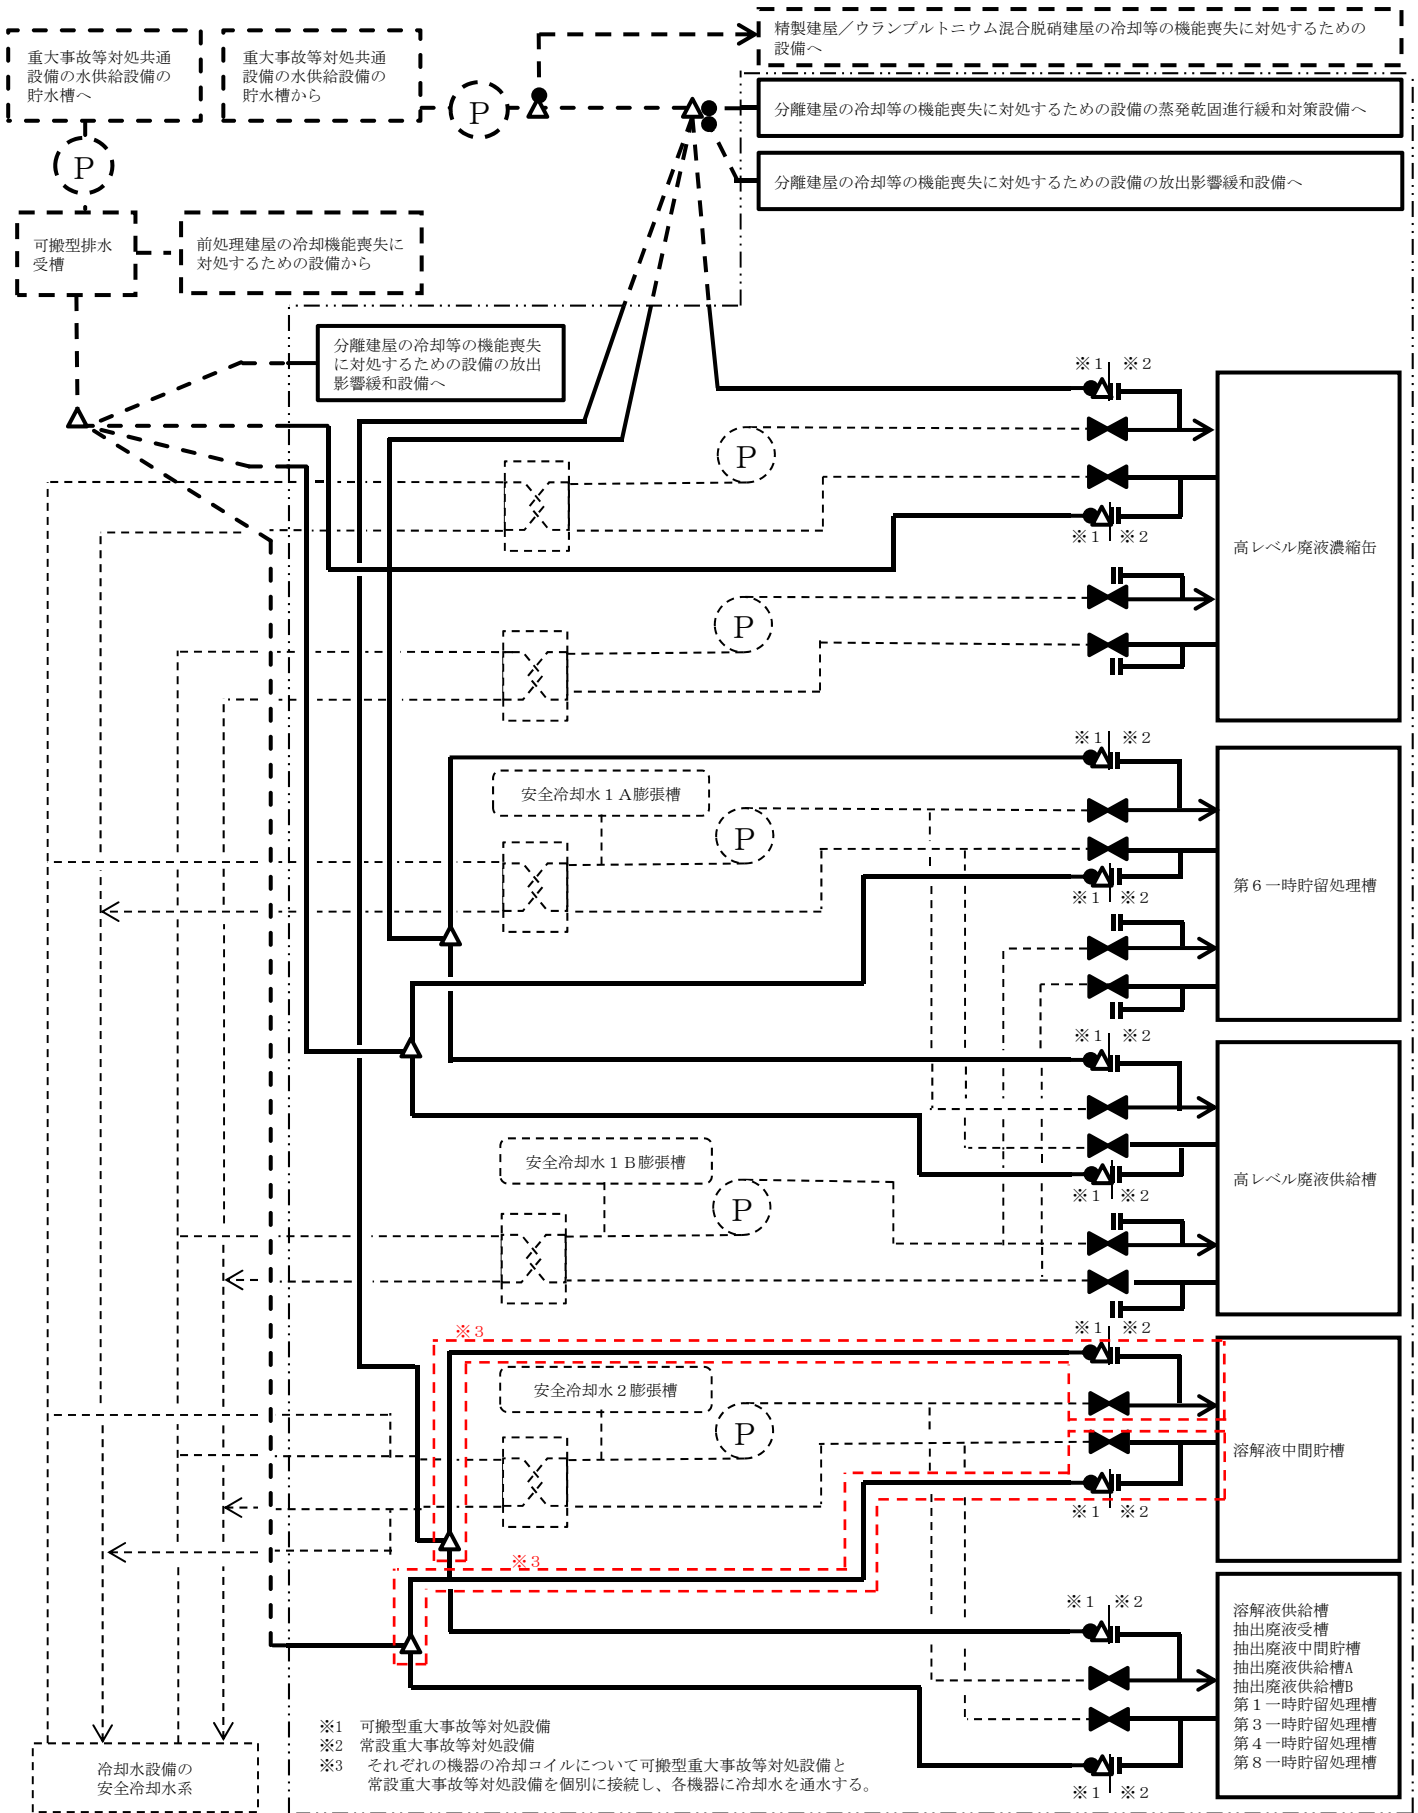 精製建屋／ウランプルトニウム混合脱硝建屋の冷却等の機能喪失に対処するための
設備へ
重大事故等対処共通
設備の水供給設備の
貯水槽へ
重大事故等対処共通
設備の水供給設備の
貯水槽から
P
分離建屋の冷却等の機能喪失に対処するための設備の蒸発乾固進行緩和対策設備へ
P
分離建屋の冷却等の機能喪失に対処するための設備の放出影響緩和設備へ
可搬型排水
受槽
前処理建屋の冷却機能喪失に
対処するための設備から
分離建屋の冷却等の機能喪失
に対処するための設備の放出
影響緩和設備へ
※１ ※２
P
※１ ※２
高レベル廃液濃縮缶
P
※１ ※２
安全冷却水１Ａ膨張槽
P
第６一時貯留処理槽
※１ ※２
※１ ※２
安全冷却水１Ｂ膨張槽
高レベル廃液供給槽
※１ ※２
P
※３
※１ ※２
安全冷却水２膨張槽
P
溶解液中間貯槽
※１ ※２
※３
※１ ※２
溶解液供給槽
抽出廃液受槽
抽出廃液中間貯槽
抽出廃液供給槽A
抽出廃液供給槽B
第１一時貯留処理槽
第３一時貯留処理槽
第４一時貯留処理槽
第８一時貯留処理槽
※１ ※２
※1 可搬型重大事故等対処設備
※2 常設重大事故等対処設備
※3 それぞれの機器の冷却コイルについて可搬型重大事故等対処設備と
常設重大事故等対処設備を個別に接続し、各機器に冷却水を通水する。
冷却水設備の
安全冷却水系